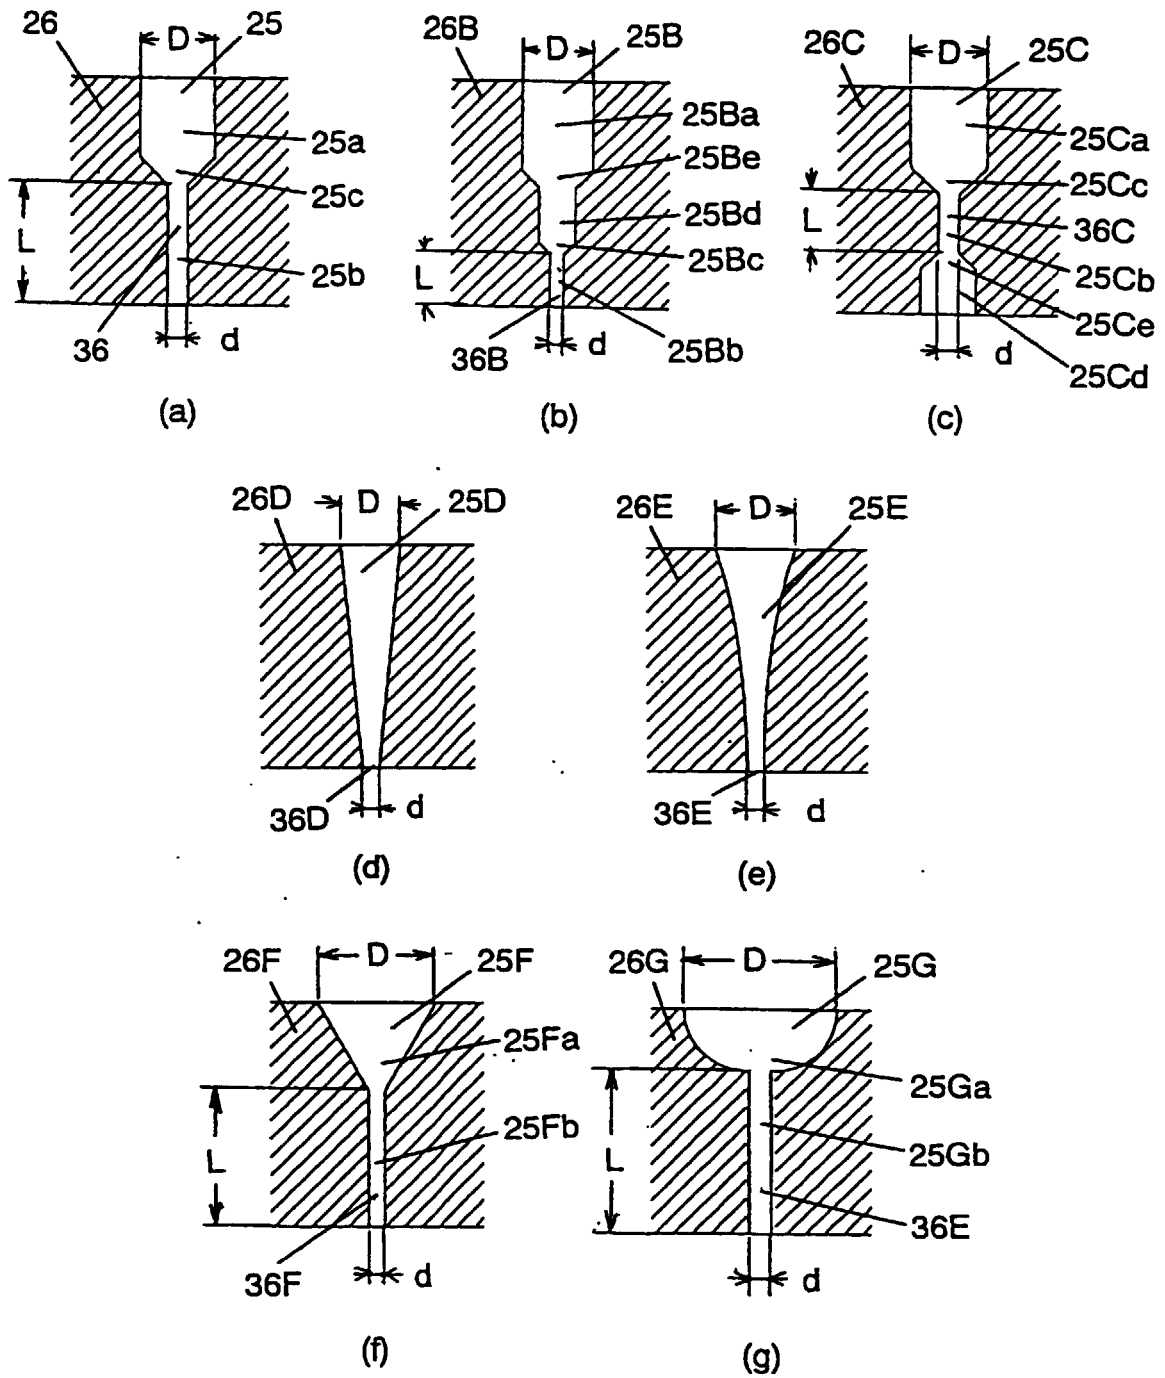 26 D 25
25a
25c
L
25b
36 d
(a)
26B D 25B
25Ba
25Be
25Bd
25Bc
L
36B d 25Bb
(b)
26C D 25C
25Ca
25Cc
L
36C
25Cb
25Ce
d 25Cd
(c)
26D D 25D
36D d
(d)
26E D 25E
36E d
(e)
26F D 25F
25Fa
25Fb
L
36F d
(f)
26G D 25G
25Ga
L
25Gb
36E
d
(g)